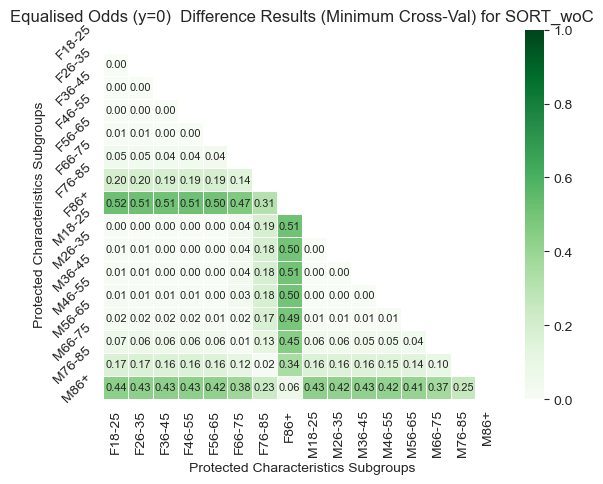 Equalised Odds (y=0)  Difference Results (Minimum Cross-Val) for SORT_woC
Protected Characteristics Subgroups
F18-25
F26-35 0.00
F36-45 0.00 0.00
F46-55 0.00 0.00 0.00
F56-65 0.01 0.01 0.00 0.00
F66-75 0.05 0.05 0.04 0.04 0.04
F76-85 0.20 0.20 0.19 0.19 0.19 0.14
F86+ 0.52 0.51 0.51 0.51 0.50 0.47 0.31
M18-25 0.00 0.00 0.00 0.00 0.00 0.04 0.19 0.51
M26-35 0.01 0.01 0.00 0.00 0.00 0.04 0.18 0.50 0.00
M36-45 0.01 0.01 0.00 0.00 0.00 0.04 0.18 0.51 0.00 0.00
M46-55 0.01 0.01 0.01 0.01 0.00 0.03 0.18 0.50 0.00 0.00 0.00
M56-65 0.02 0.02 0.02 0.02 0.01 0.02 0.17 0.49 0.01 0.01 0.01 0.01
M66-75 0.07 0.06 0.06 0.06 0.06 0.01 0.13 0.45 0.06 0.06 0.05 0.05 0.04
M76-85 0.17 0.17 0.16 0.16 0.16 0.12 0.02 0.34 0.16 0.16 0.16 0.15 0.14 0.10
M86+ 0.44 0.43 0.43 0.43 0.42 0.38 0.23 0.06 0.43 0.42 0.43 0.42 0.41 0.37 0.25
F18-25 F26-35 F36-45 F46-55 F56-65 F66-75 F76-85 F86+ M18-25 M26-35 M36-45 M46-55 M56-65 M66-75 M76-85 M86+
Protected Characteristics Subgroups
1.0
0.8
0.6
0.4
0.2
0.0